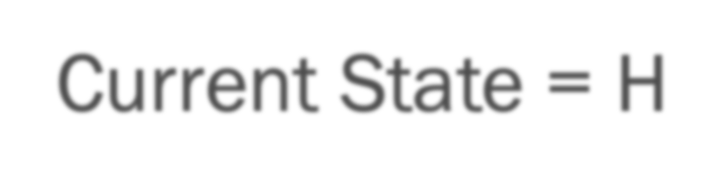 Current State = H